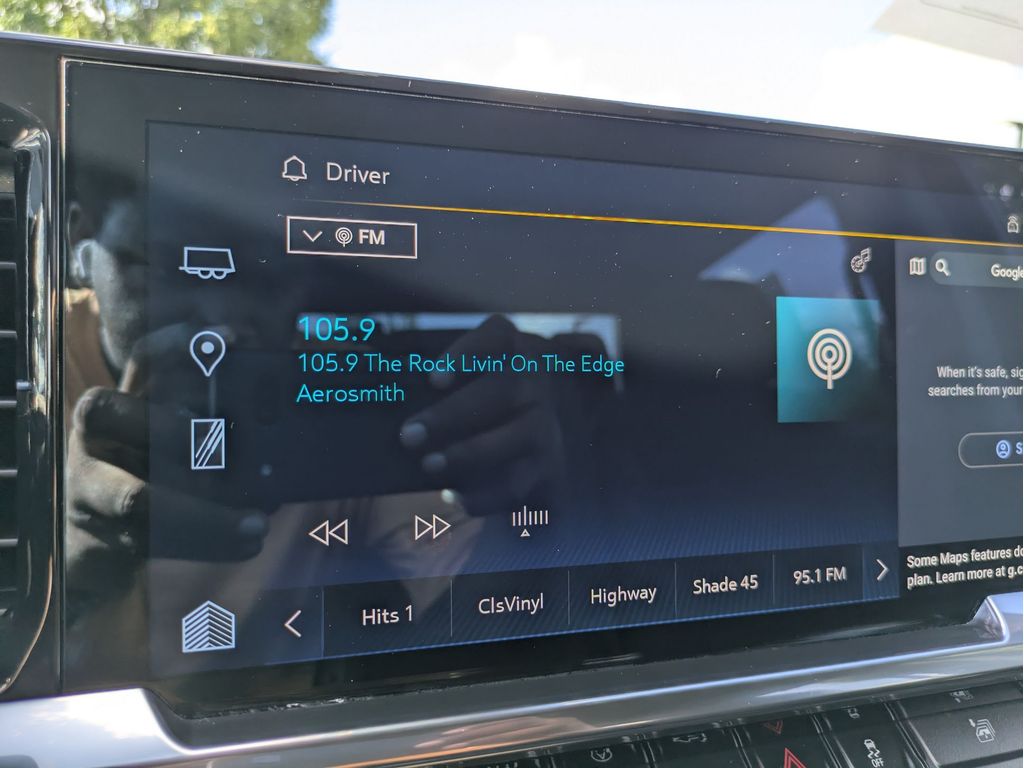 Driver
FM
105.9
105.9 The Rock Livin' On The Edge
Aerosmith
Hits 1
ClsVinyl
Highway
Shade 45
95.1 FM
Google
When it's safe, sig
searches from your
Some Maps features do
plan. Learn more at g.c